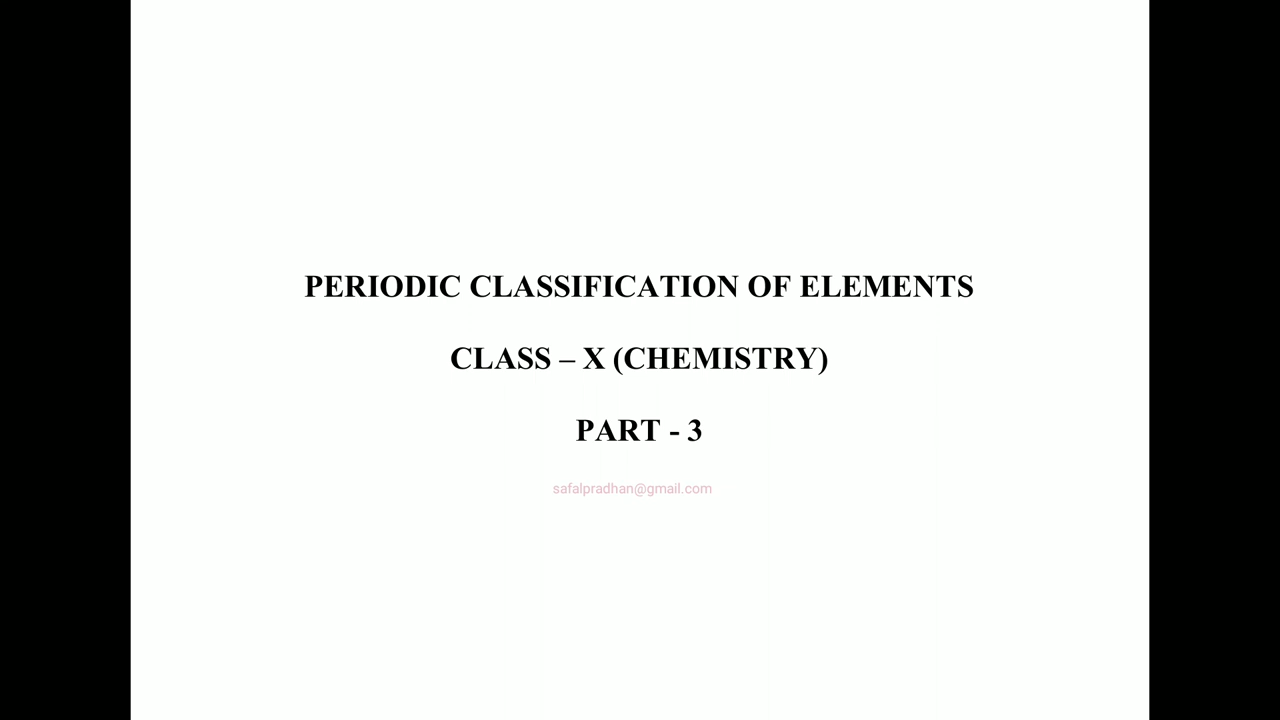 PERIODIC CLASSIFICATION OF ELEMENTS
CLASS – X (CHEMISTRY)
PART - 3
safalpradhan@gmail.com